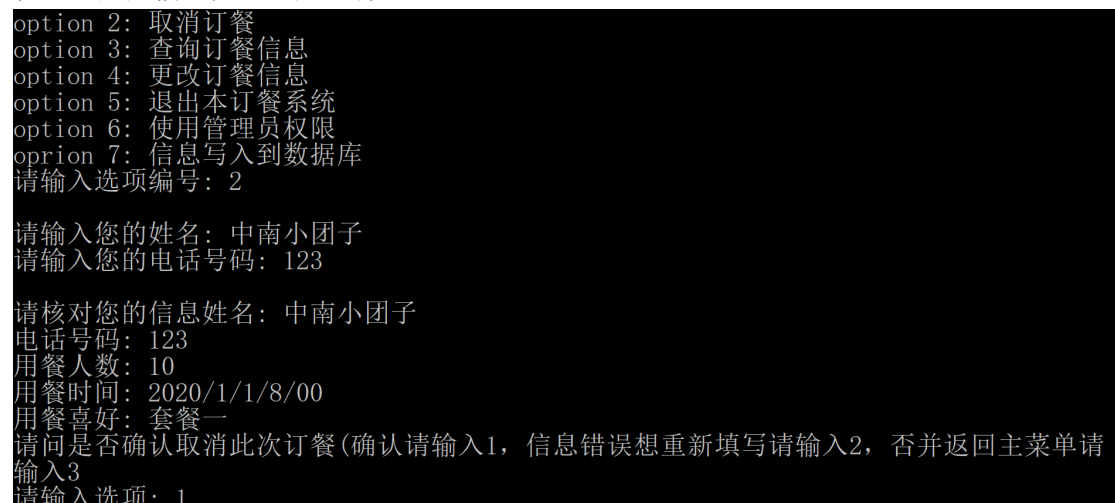 option 2: 取消订餐
option 3: 查询订餐信息
option 4: 更改订餐信息
option 5: 退出本订餐系统
option 6: 使用管理员权限
oprion 7: 信息写入到数据库
请输入选项编号: 2
请输入您的姓名: 中南小团子
请输入您的电话号码: 123
请核对您的信息姓名: 中南小团子
电话号码: 123
用餐人数: 10
用餐时间: 2020/1/1/8/00
用餐喜好: 套餐一
请问是否确认取消此次订餐(确认请输入1, 信息错误想重新填写请输入2, 否并返回主菜单请
输入3
请输入选项: 1